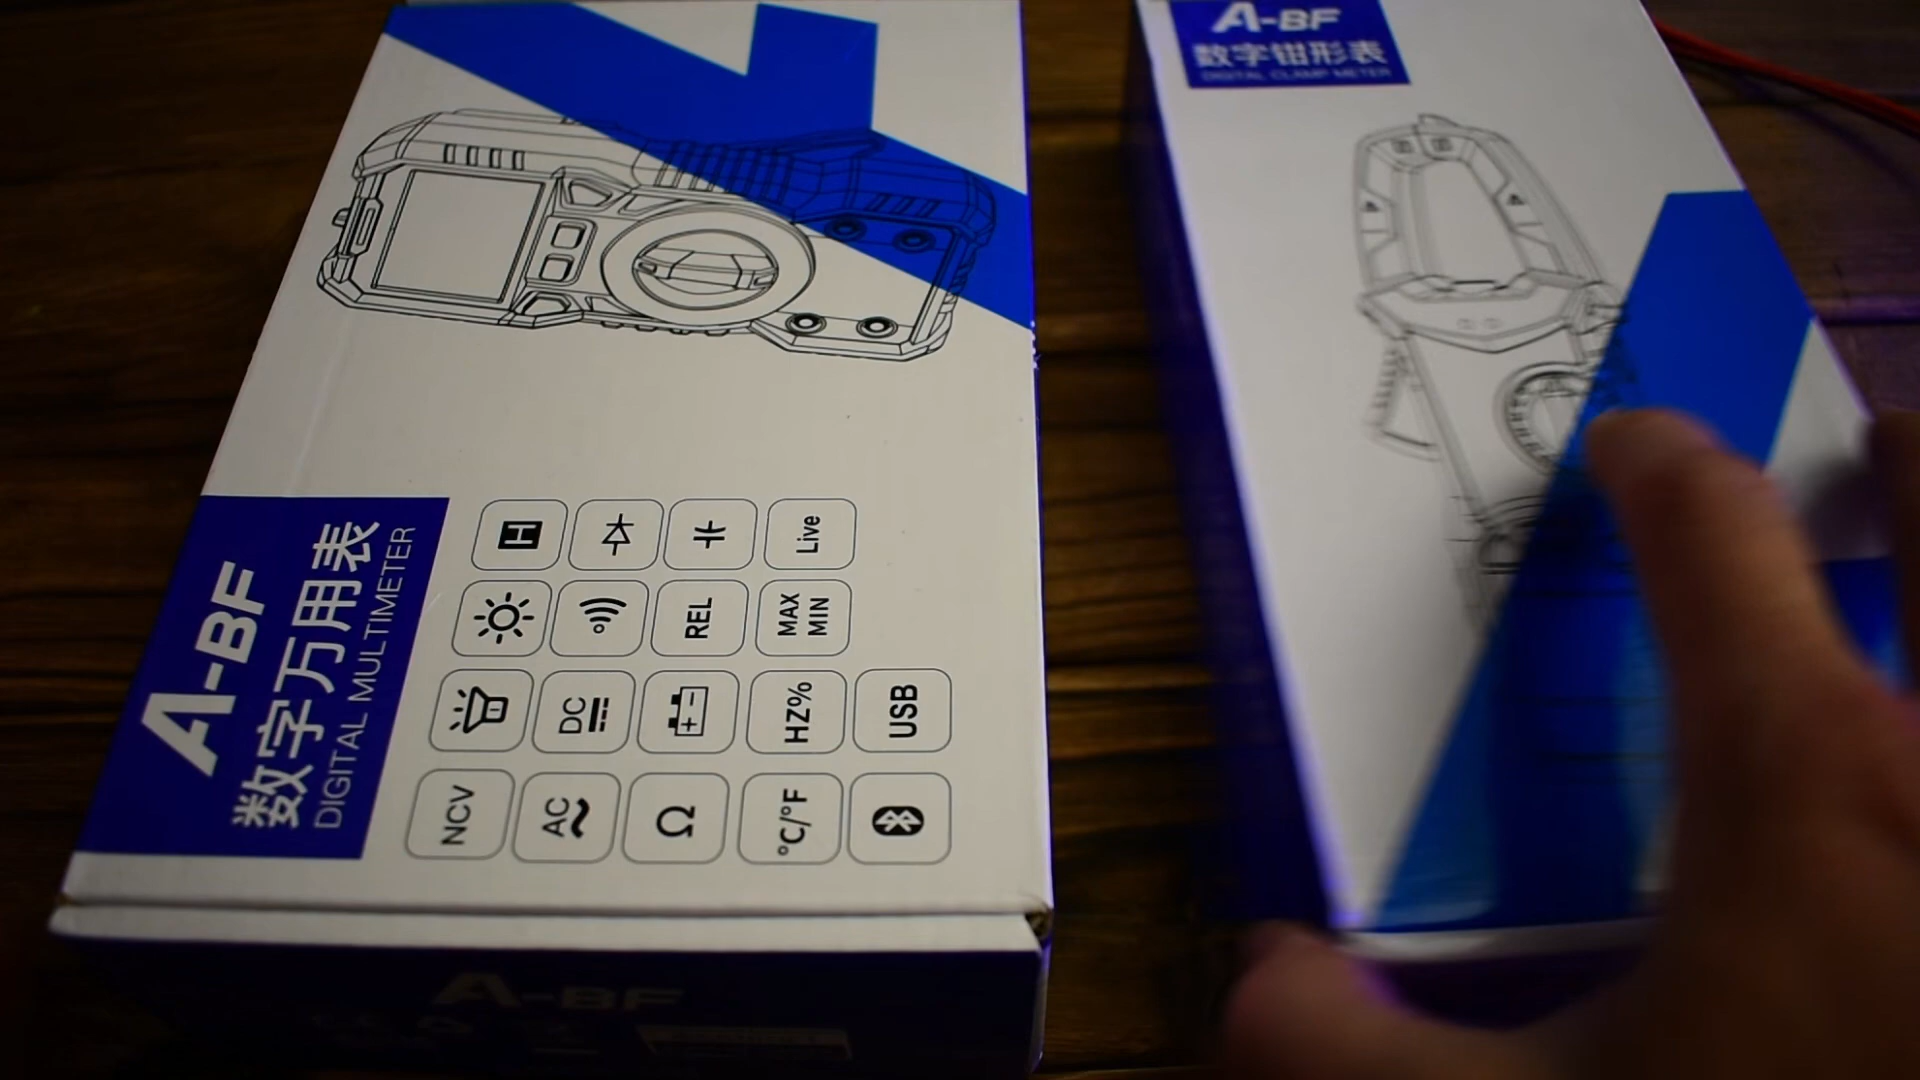 A-BF
数字万用表
DIGITAL MULTIMETER
H
Live
REL
MAX
MIN
DC
HZ%
USB
NCV
AC
Ω
°C/°F
A-BF
A-BF
数字钳形表
DIGITAL CLAMP METER